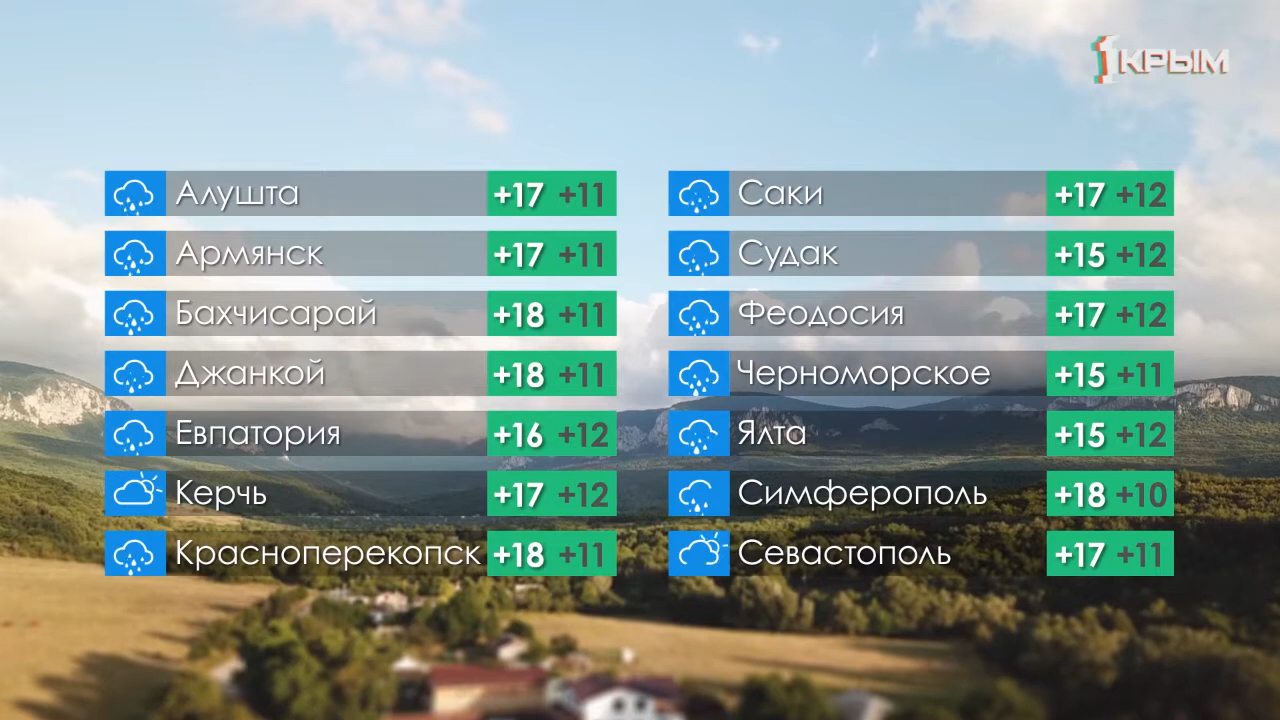 1 КРЫМ
Алушта +17 +11
Армянск +17 +11
Бахчисарай +18 +11
Джанкой +18 +11
Евпатория +16 +12
Керчь +17 +12
Красноперекопск +18 +11
Саки +17 +12
Судак +15 +12
Феодосия +17 +12
Черноморское +15 +11
Ялта +15 +12
Симферополь +18 +10
Севастополь +17 +11